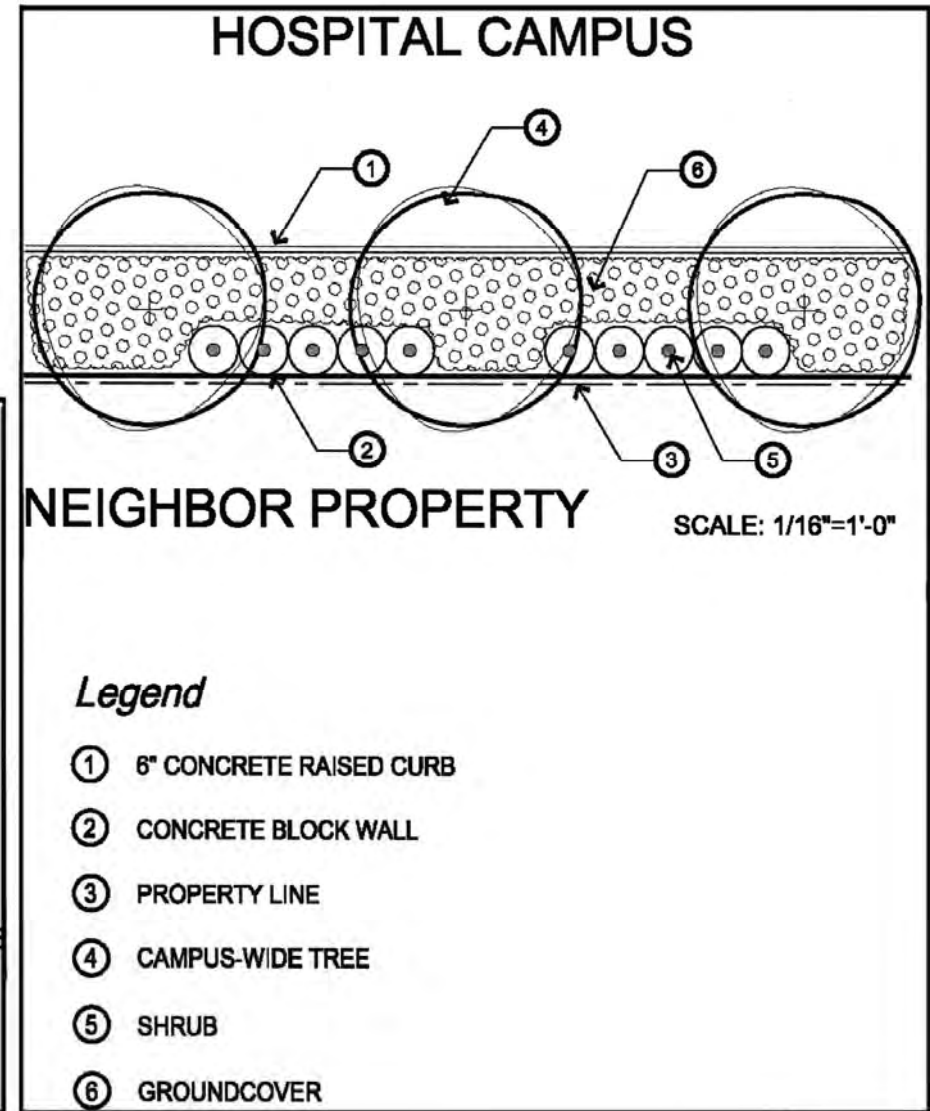 HOSPITAL CAMPUS
4
1
6
2
3
5
NEIGHBOR PROPERTY
SCALE: 1/16"=1'-0"
Legend
1 6" CONCRETE RAISED CURB
2 CONCRETE BLOCK WALL
3 PROPERTY LINE
4 CAMPUS-WIDE TREE
5 SHRUB
6 GROUNDCOVER